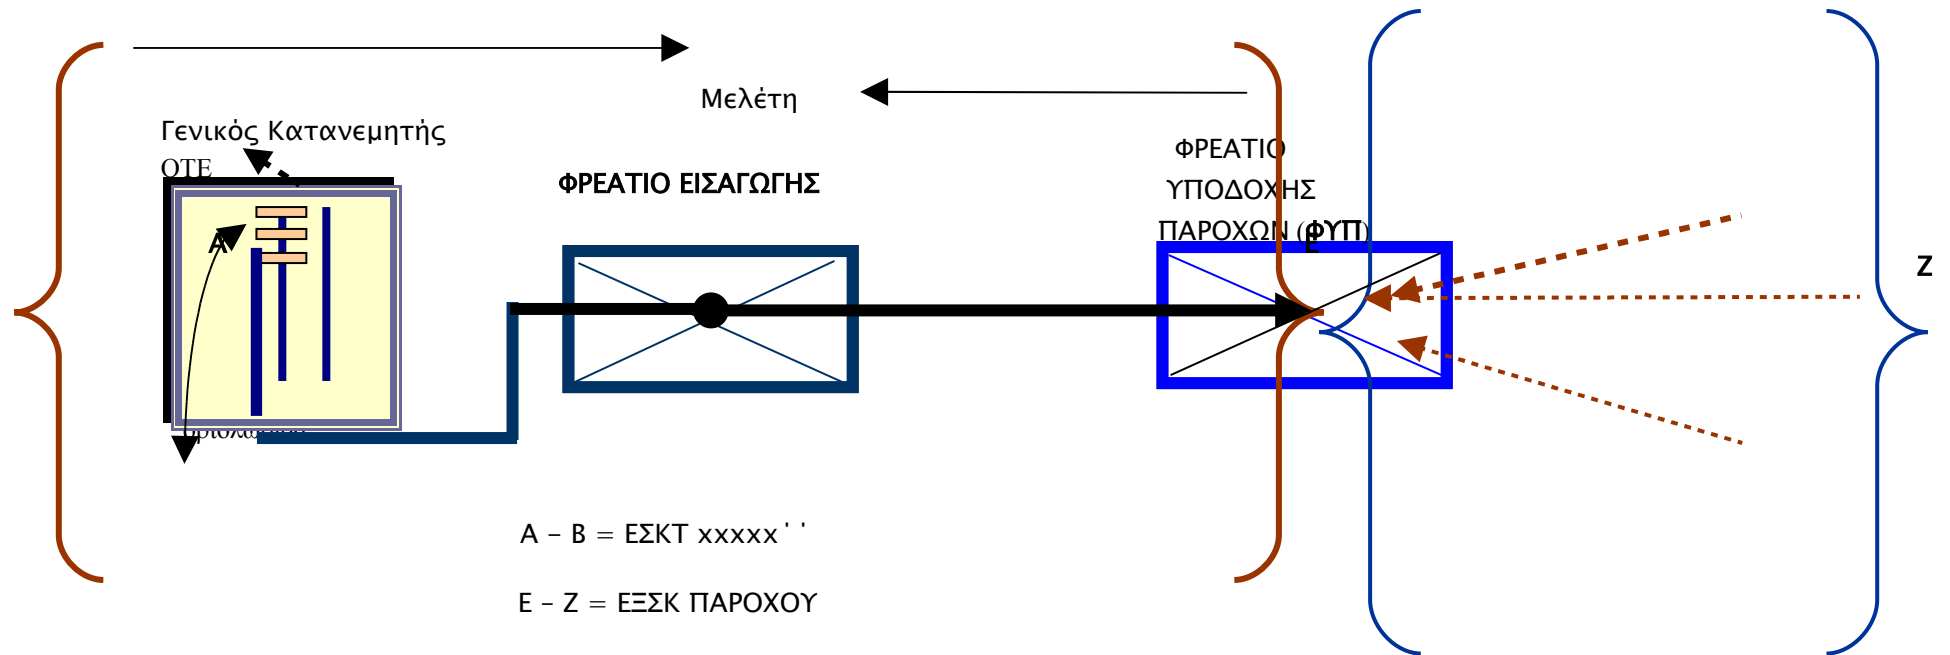 Μελέτη
Γενικός Κατανεμητής
ΟΤΕ
ΦΡΕΑΤΙΟ ΕΙΣΑΓΩΓΗΣ
ΦΡΕΑΤΙΟ
ΥΠΟΔΟΧΗΣ
ΠΑΡΟΧΩΝ (ΦΥΠ)
Α
Ε
Ζ
Α – Β = ΕΣΚΤ xxxxx΄΄
Ε – Ζ = ΕΞΣΚ ΠΑΡΟΧΟΥ